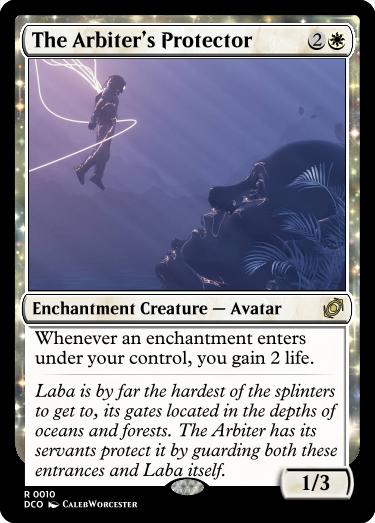 The Arbiter's Protector 2
Enchantment Creature — Avatar
Whenever an enchantment enters
under your control, you gain 2 life.
Laba is by far the hardest of the splinters
to get to, its gates located in the depths of
oceans and forests. The Arbiter has its
servants protect it by guarding both these
entrances and Laba itself.
1/3
R 0010
DCO CalebWorcester